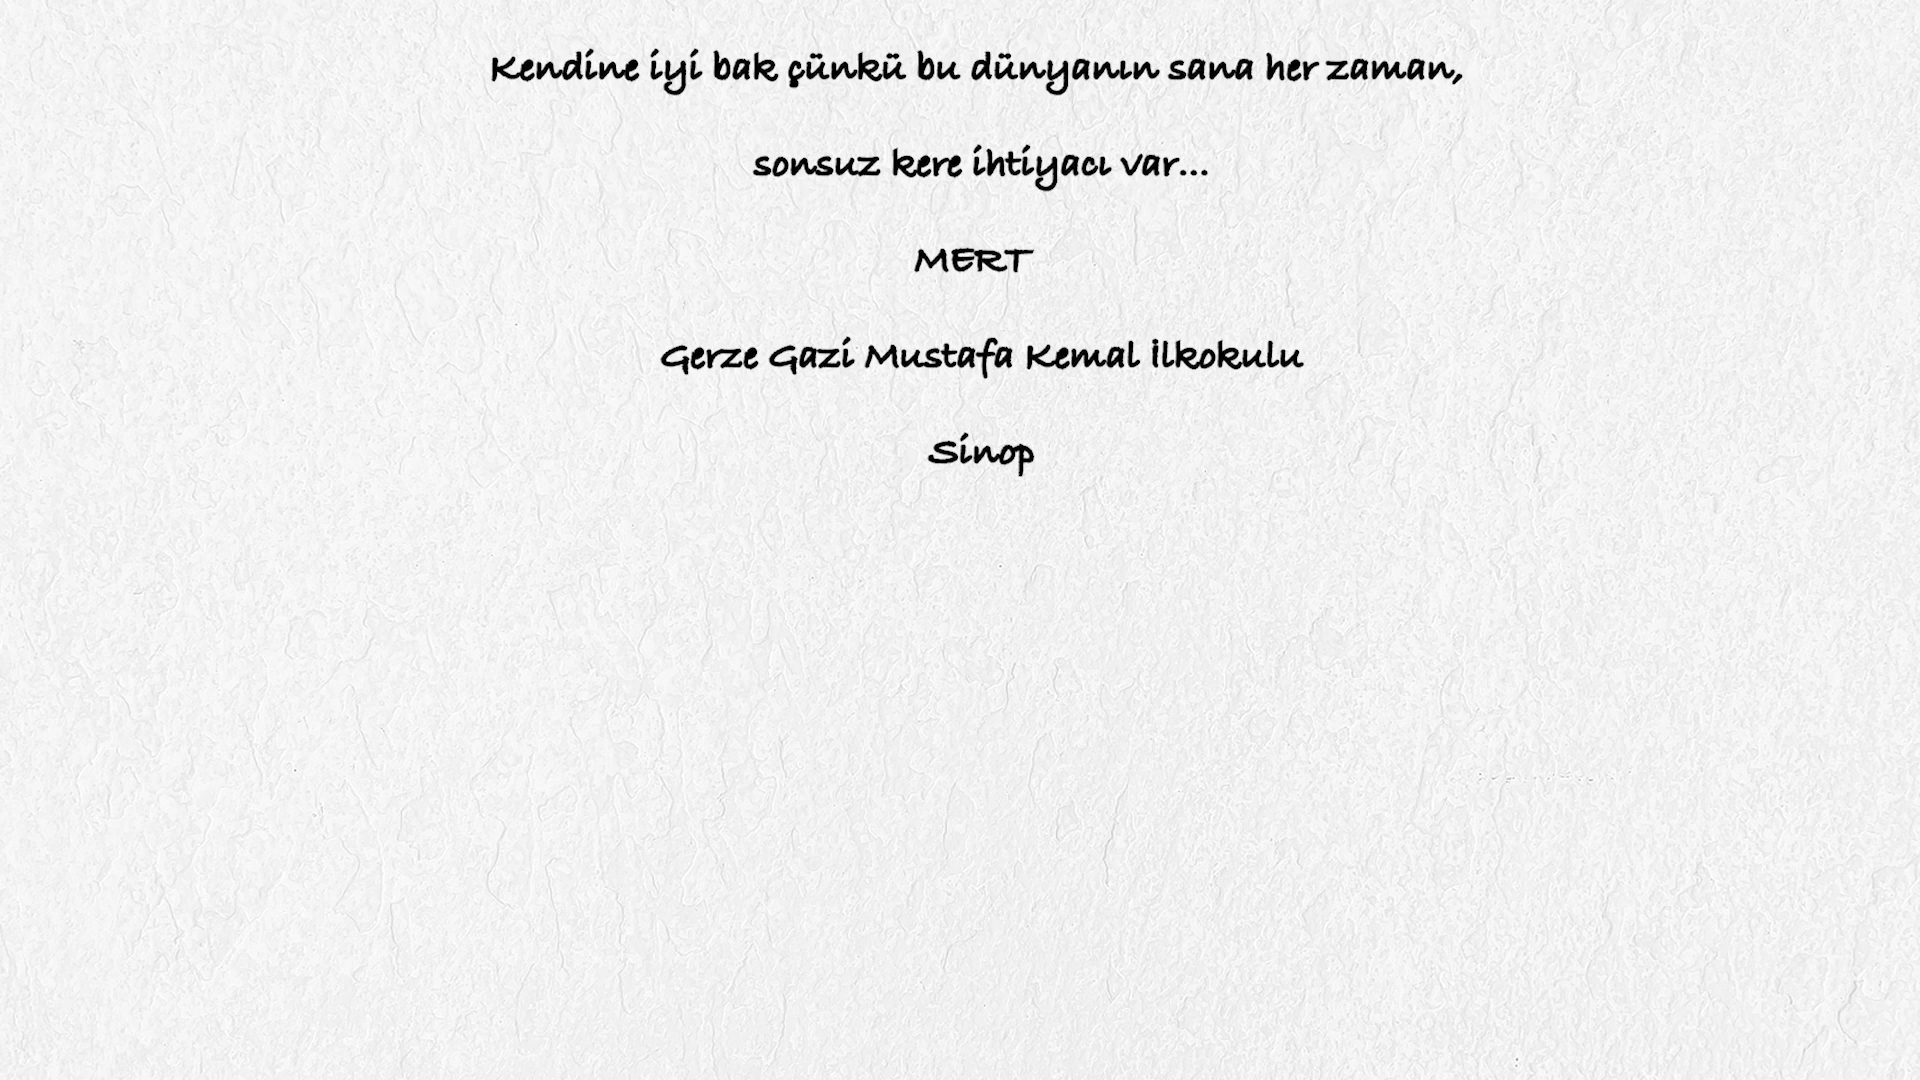 Kendine iyi bak çünkü bu dünyanın sana her zaman,
sonsuz kere ihtiyacı var...
MERT
Gerze Gazi Mustafa Kemal İlkokulu
Sinop